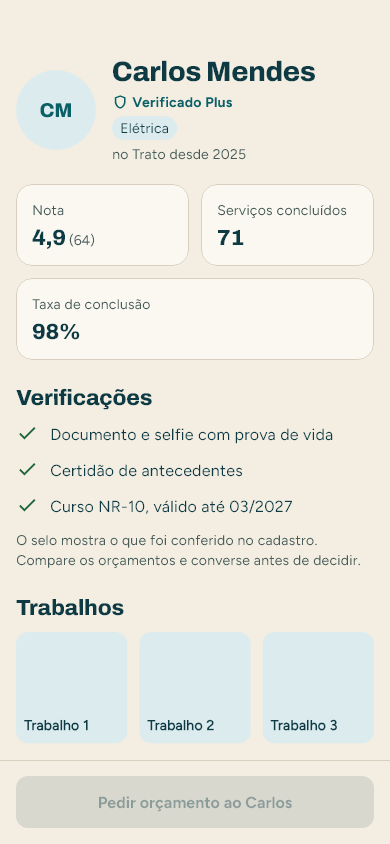 CM
Carlos Mendes
Verificado Plus
Elétrica
no Trato desde 2025
Nota
4,9 (64)
Serviços concluídos
71
Taxa de conclusão
98%
Verificações
Documento e selfie com prova de vida
Certidão de antecedentes
Curso NR-10, válido até 03/2027
O selo mostra o que foi conferido no cadastro.
Compare os orçamentos e converse antes de decidir.
Trabalhos
Trabalho 1
Trabalho 2
Trabalho 3
Pedir orçamento ao Carlos